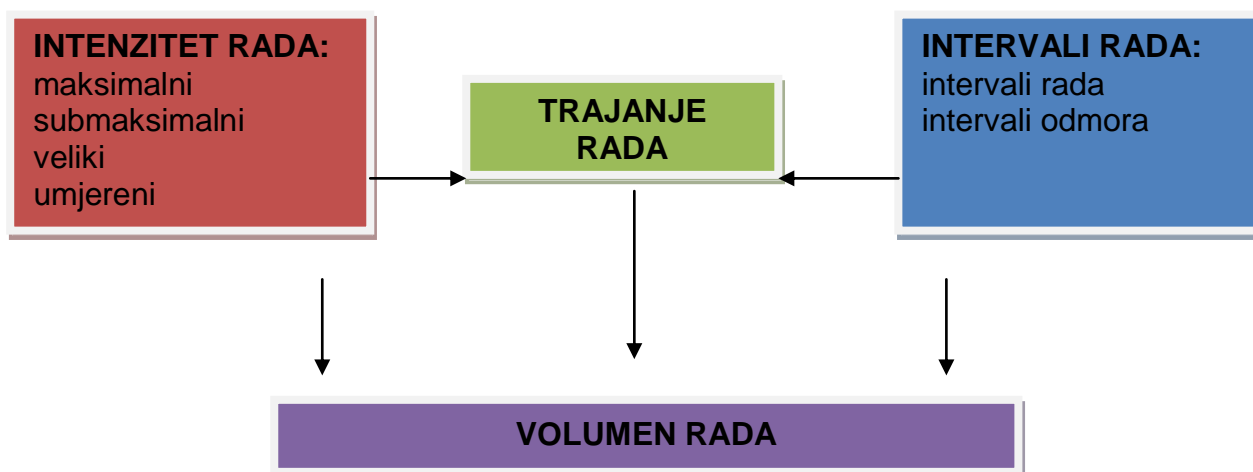 INTENZITET RADA:
maksimalni
submaksimalni
veliki
umjereni
TRAJANJE
RADA
INTERVALI RADA:
intervali rada
intervali odmora
VOLUMEN RADA